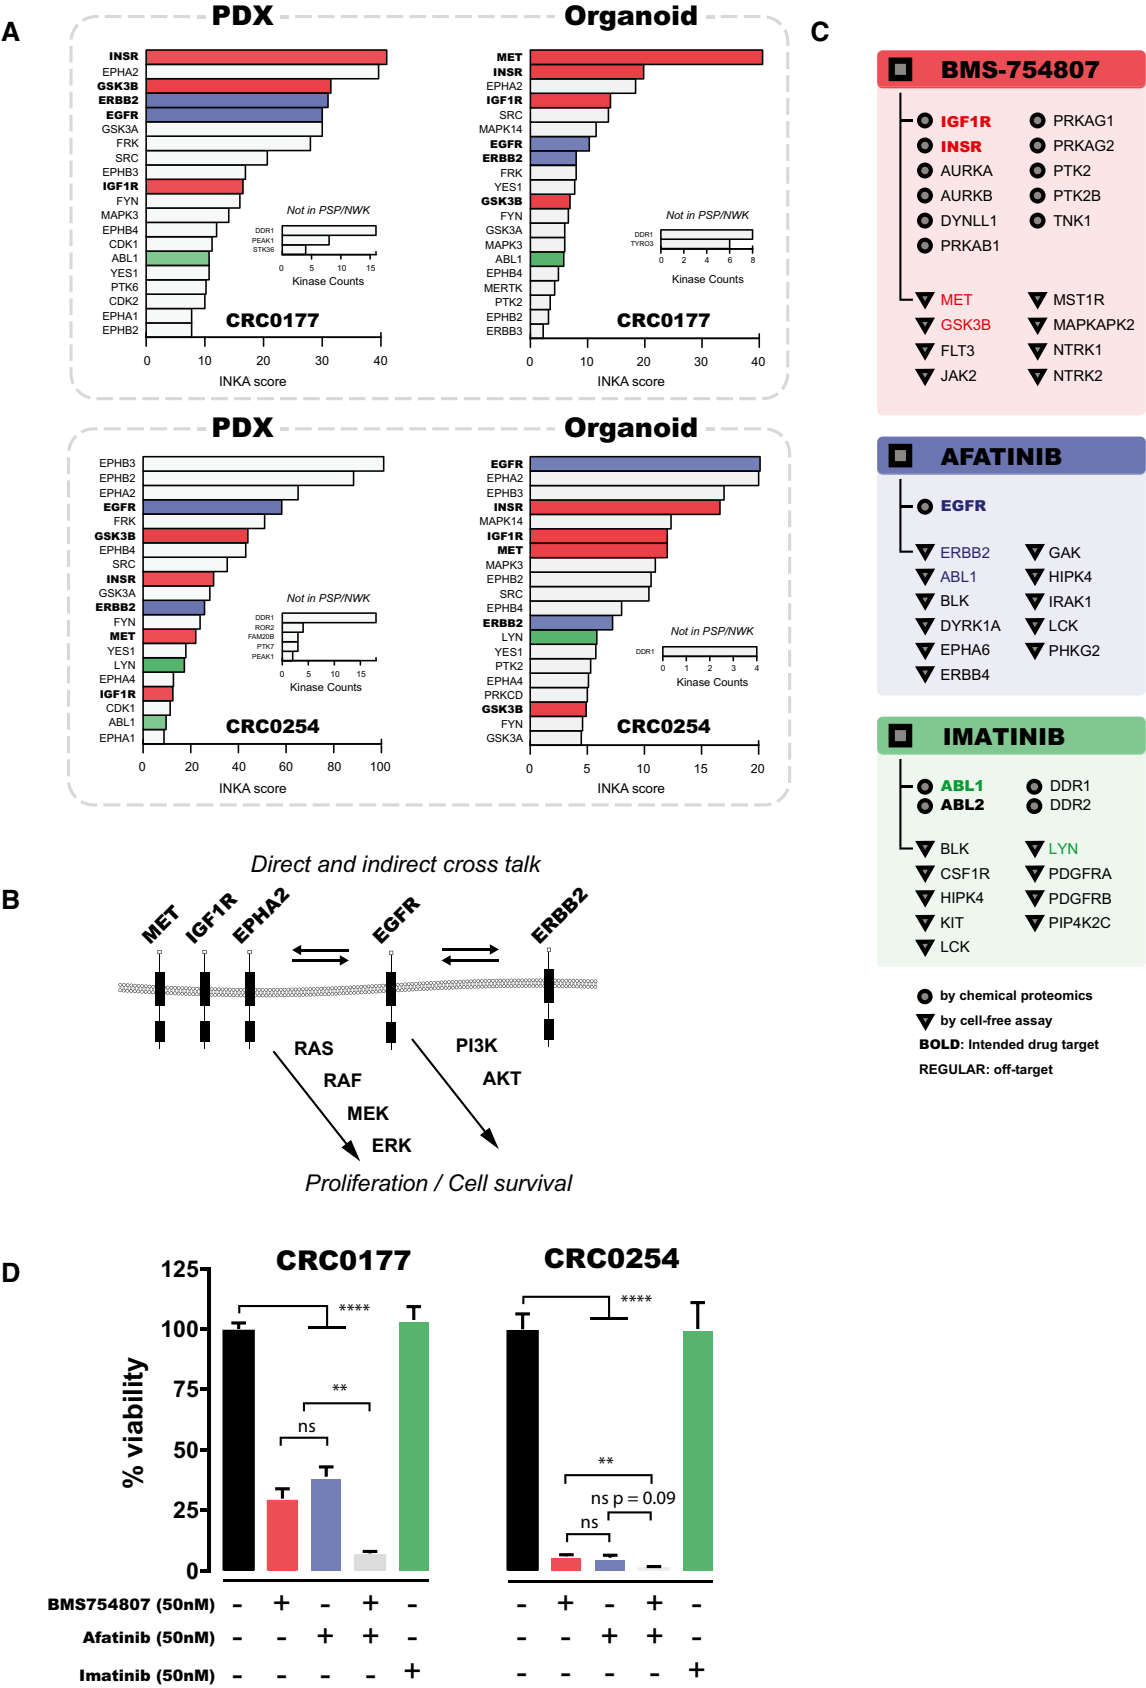 A
PDX
INSR
EPHA2
GSK3B
ERBB2
EGFR
GSK3A
FRK
SRC
EPHB3
IGF1R
FYN
MAPK3
EPHB4
CDK1
ABL1
YES1
PTK6
CDK2
EPHA1
EPHB2
Not in PSP/NWK
DDR1
PEAK1
STK36
0 5 10 15
Kinase Counts
CRC0177
0 10 20 30 40
INKA score
Organoid
MET
INSR
EPHA2
IGF1R
SRC
MAPK14
EGFR
ERBB2
FRK
YES1
GSK3B
FYN
GSK3A
MAPK3
ABL1
EPHB4
MERTK
PTK2
EPHB2
ERBB3
Not in PSP/NWK
DDR1
TYRO3
0 2 4 6 8
Kinase Counts
CRC0177
0 10 20 30 40
INKA score
PDX
EPHB3
EPHB2
EPHA2
EGFR
FRK
GSK3B
EPHB4
SRC
INSR
GSK3A
ERBB2
FYN
MET
YES1
LYN
EPHA4
IGF1R
CDK1
ABL1
EPHA1
Not in PSP/NWK
DDR1
ROR2
FAM20B
PTK7
PEAK1
0 5 10 15
Kinase Counts
CRC0254
0 20 40 60 80 100
INKA score
Organoid
EGFR
EPHA2
EPHB3
INSR
MAPK14
IGF1R
MET
MAPK3
EPHB2
SRC
EPHB4
ERBB2
LYN
YES1
PTK2
EPHA4
PRKCD
GSK3B
FYN
GSK3A
Not in PSP/NWK
DDR1
0 1 2 3 4
Kinase Counts
CRC0254
0 5 10 15 20
INKA score
B
Direct and indirect cross talk
MET
IGF1R
EPHA2
EGFR
ERBB2
RAS
RAF
MEK
ERK
PI3K
AKT
Proliferation / Cell survival
C
BMS-754807
IGF1R PRKAG1
INSR PRKAG2
AURKA PTK2
AURKB PTK2B
DYNLL1 TNK1
PRKAB1
MET MST1R
GSK3B MAPKAPK2
FLT3 NTRK1
JAK2 NTRK2
AFATINIB
EGFR
ERBB2 GAK
ABL1 HIPK4
BLK IRAK1
DYRK1A LCK
EPHA6 PHKG2
ERBB4
IMATINIB
ABL1 DDR1
ABL2 DDR2
BLK LYN
CSF1R PDGFRA
HIPK4 PDGFRB
KIT PIP4K2C
LCK
by chemical proteomics
by cell-free assay
BOLD: Intended drug target
REGULAR: off-target
D
CRC0177
% viability
125
100
75
50
25
0
****
**
ns
CRC0254
****
**
ns p = 0.09
ns
BMS754807 (50nM) - + - + - - + - + -
Afatinib (50nM) - - + + - - - + + -
Imatinib (50nM) - - - - + - - - - +